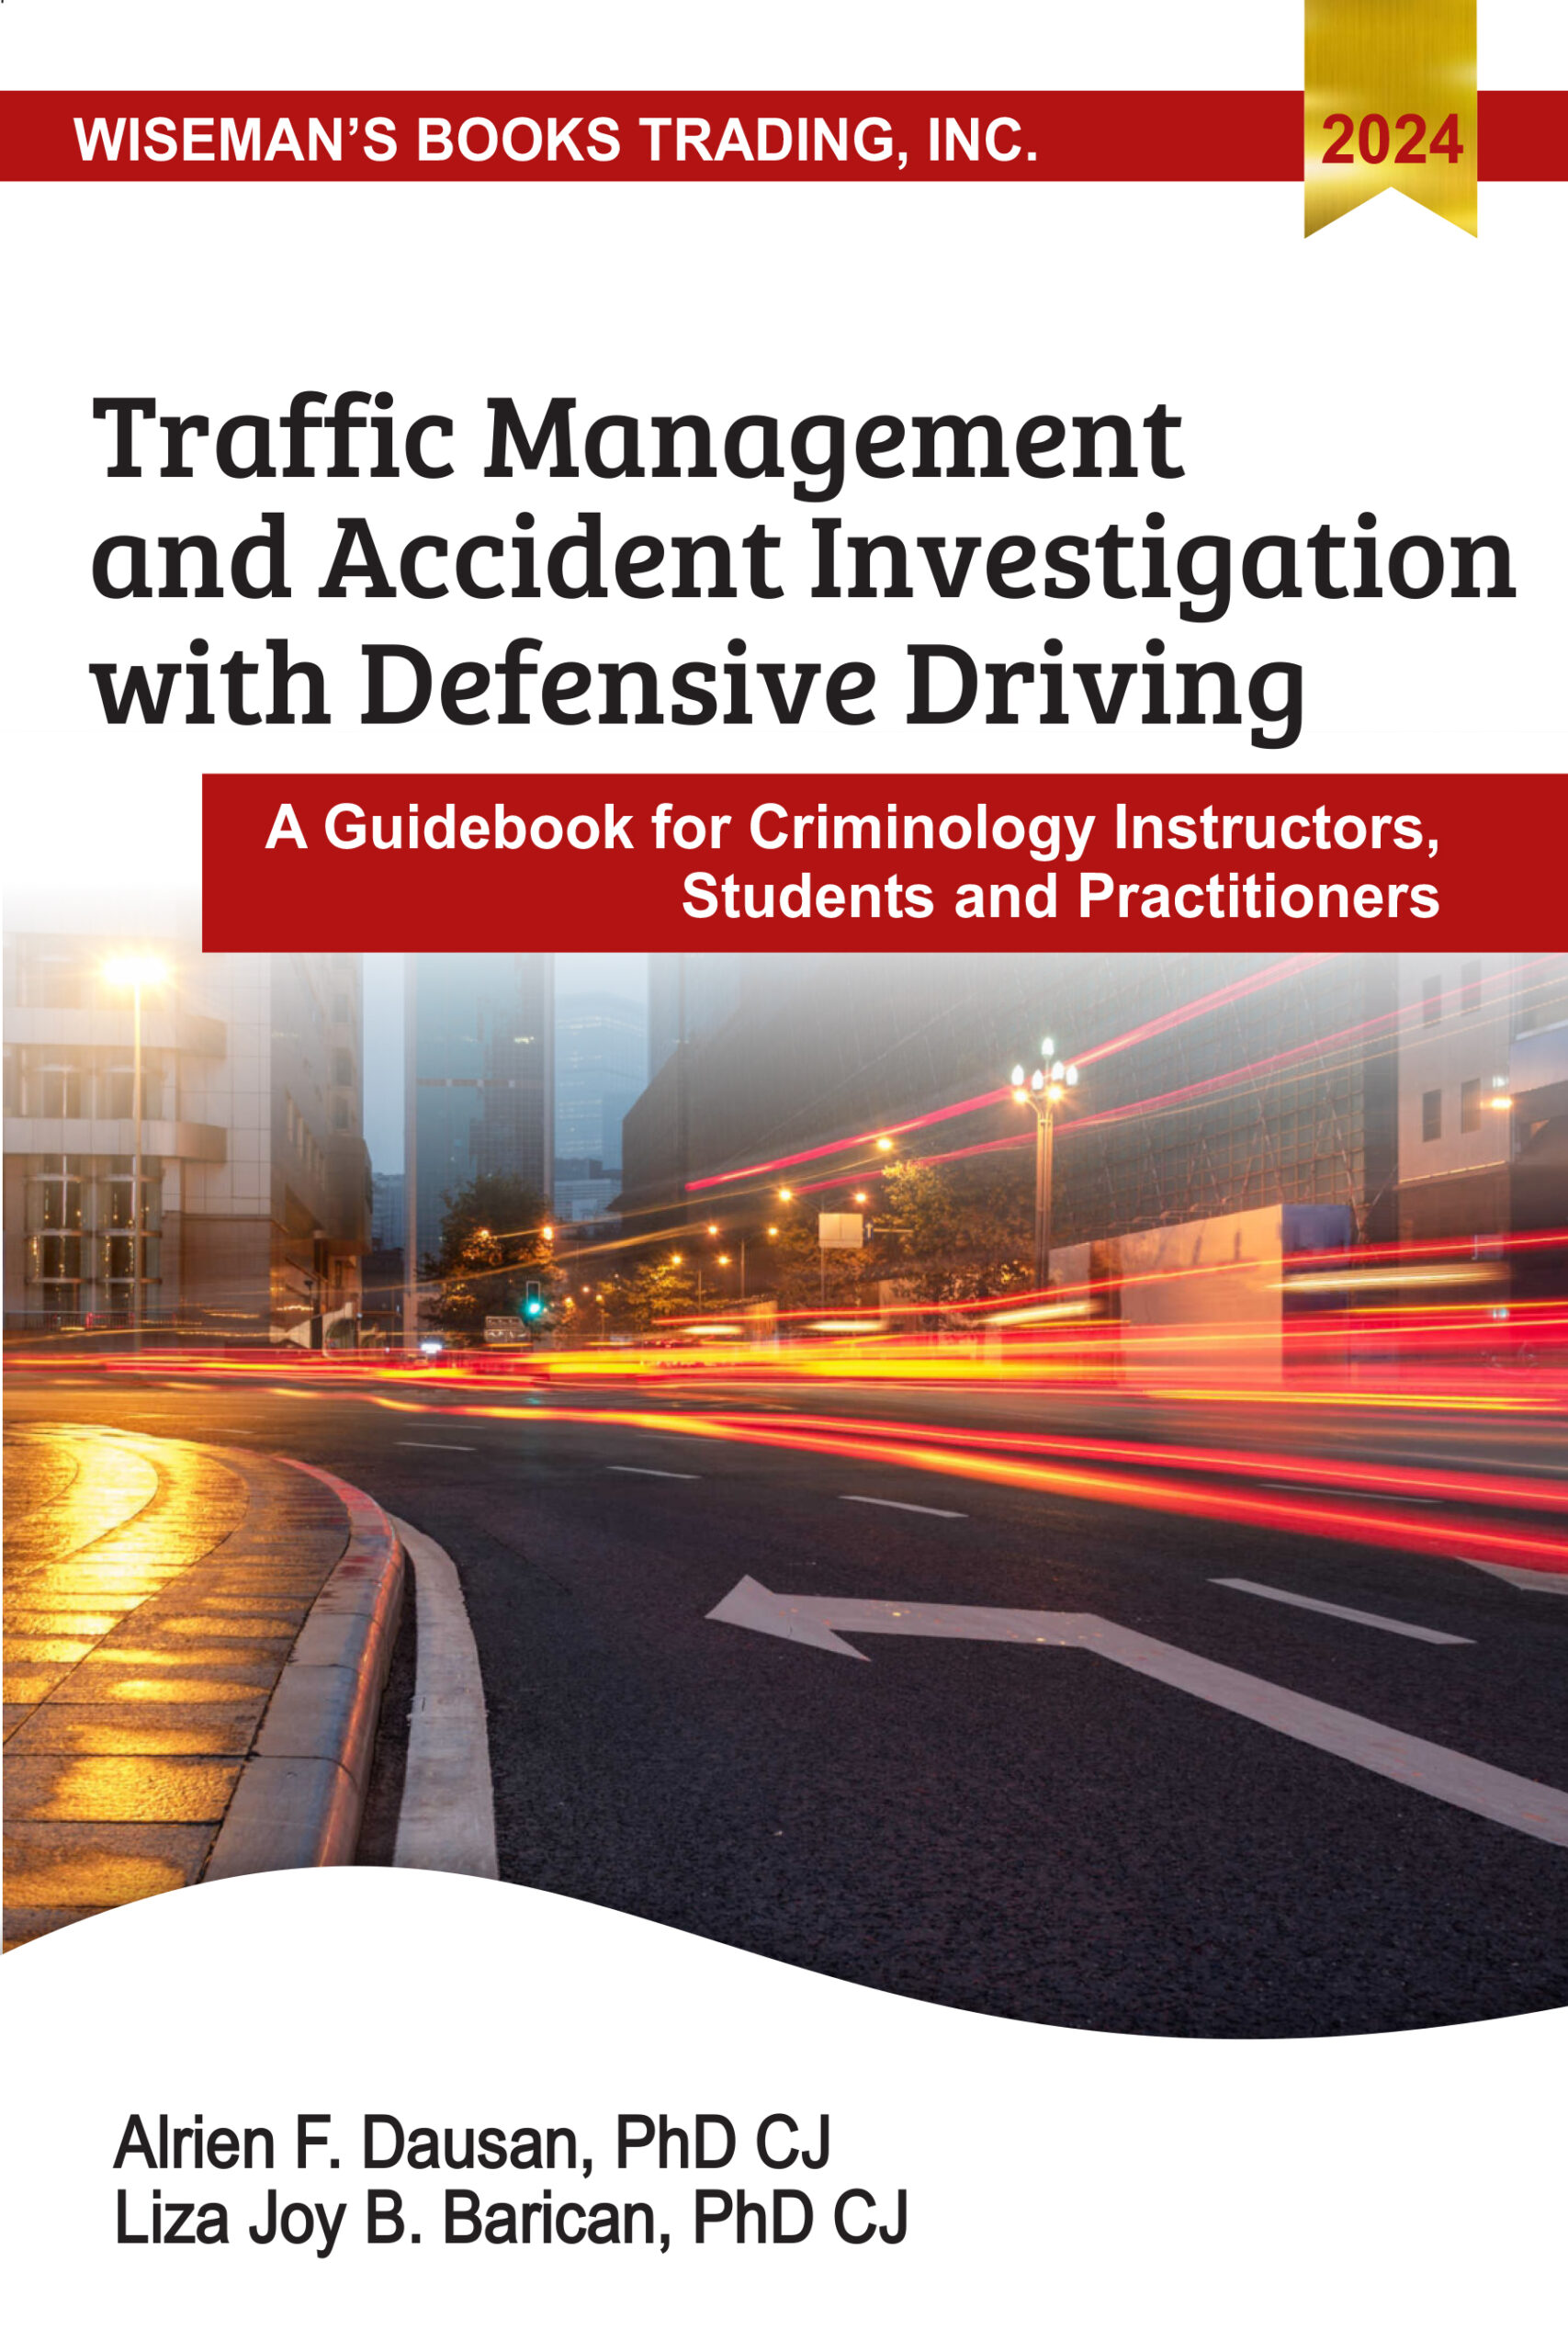 WISEMAN’S BOOKS TRADING, INC.
2024
Traffic Management
and Accident Investigation
with Defensive Driving
A Guidebook for Criminology Instructors,
Students and Practitioners
Alrien F. Dausan, PhD CJ
Liza Joy B. Barican, PhD CJ